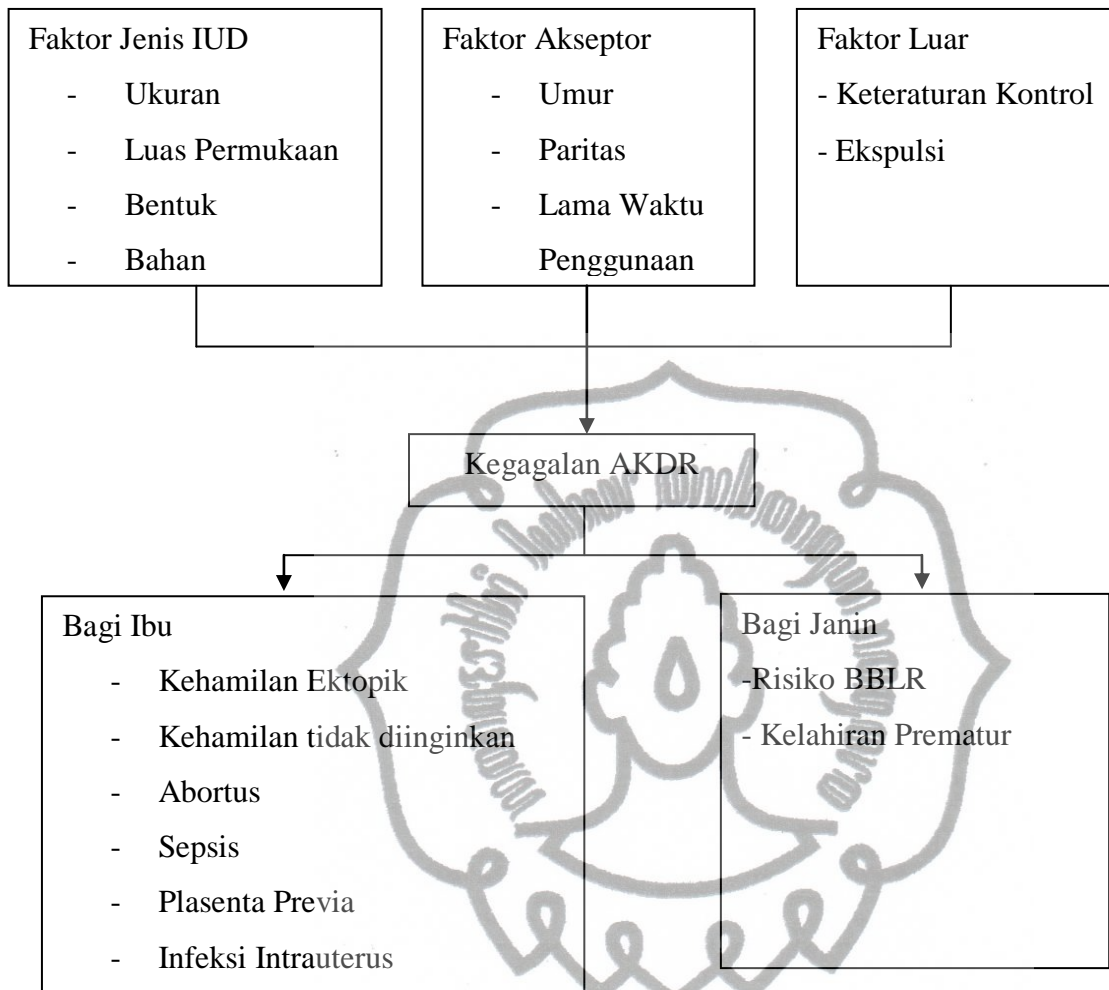 Faktor Jenis IUD
- Ukuran
- Luas Permukaan
- Bentuk
- Bahan
Faktor Akseptor
- Umur
- Paritas
- Lama Waktu
Penggunaan
Faktor Luar
- Keteraturan Kontrol
- Ekspulsi
Kegagalan AKDR
Bagi Ibu
- Kehamilan Ektopik
- Kehamilan tidak diinginkan
- Abortus
- Sepsis
- Plasenta Previa
- Infeksi Intrauterus
Bagi Janin
-Risiko BBLR
- Kelahiran Prematur